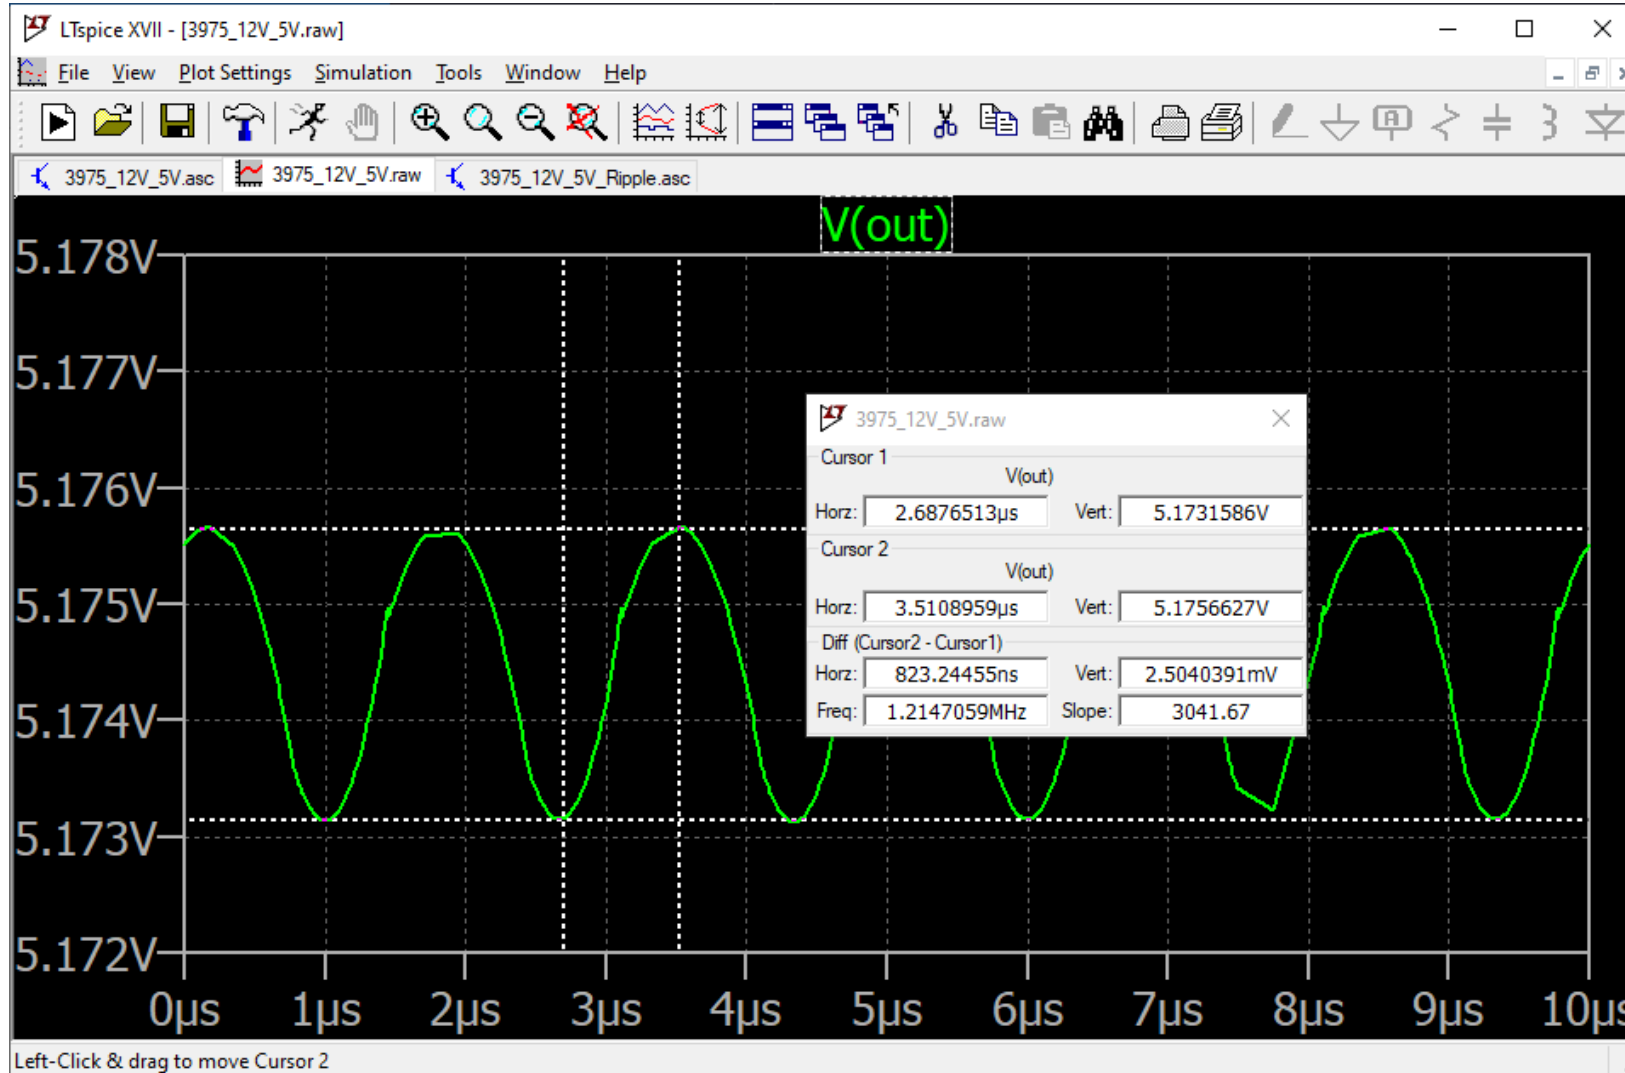 LTspice XVII - [3975_12V_5V.raw]
File View Plot Settings Simulation Tools Window Help
3975_12V_5V.asc 3975_12V_5V.raw 3975_12V_5V_Ripple.asc
V(out)
5.178V
5.177V
5.176V
5.175V
5.174V
5.173V
5.172V
0µs 1µs 2µs 3µs 4µs 5µs 6µs 7µs 8µs 9µs 10µs
3975_12V_5V.raw
Cursor 1
V(out)
Horz: 2.6876513µs Vert: 5.1731586V
Cursor 2
V(out)
Horz: 3.5108959µs Vert: 5.1756627V
Diff (Cursor2 - Cursor1)
Horz: 823.24455ns Vert: 2.5040391mV
Freq: 1.2147059MHz Slope: 3041.67
Left-Click & drag to move Cursor 2